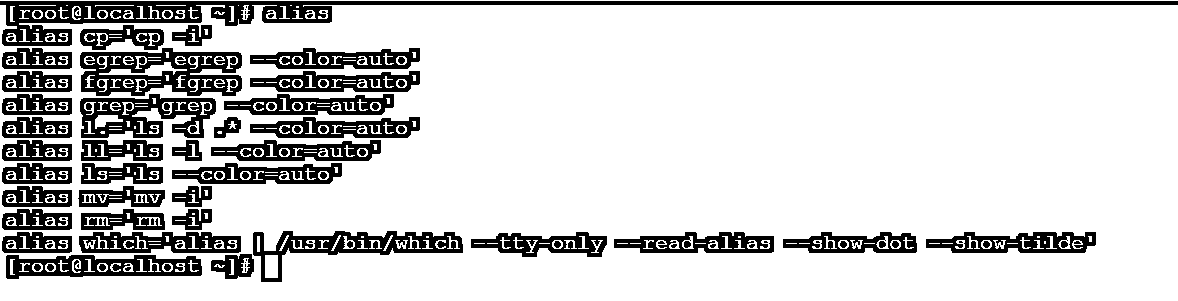 [root@localhost ~]# alias
alias cp='cp -i'
alias egrep='egrep --color=auto'
alias fgrep='fgrep --color=auto'
alias grep='grep --color=auto'
alias l.='ls -d .* --color=auto'
alias ll='ls -l --color=auto'
alias ls='ls --color=auto'
alias mv='mv -i'
alias rm='rm -i'
alias which='alias | /usr/bin/which --tty-only --read-alias --show-dot --show-tilde'
[root@localhost ~]#